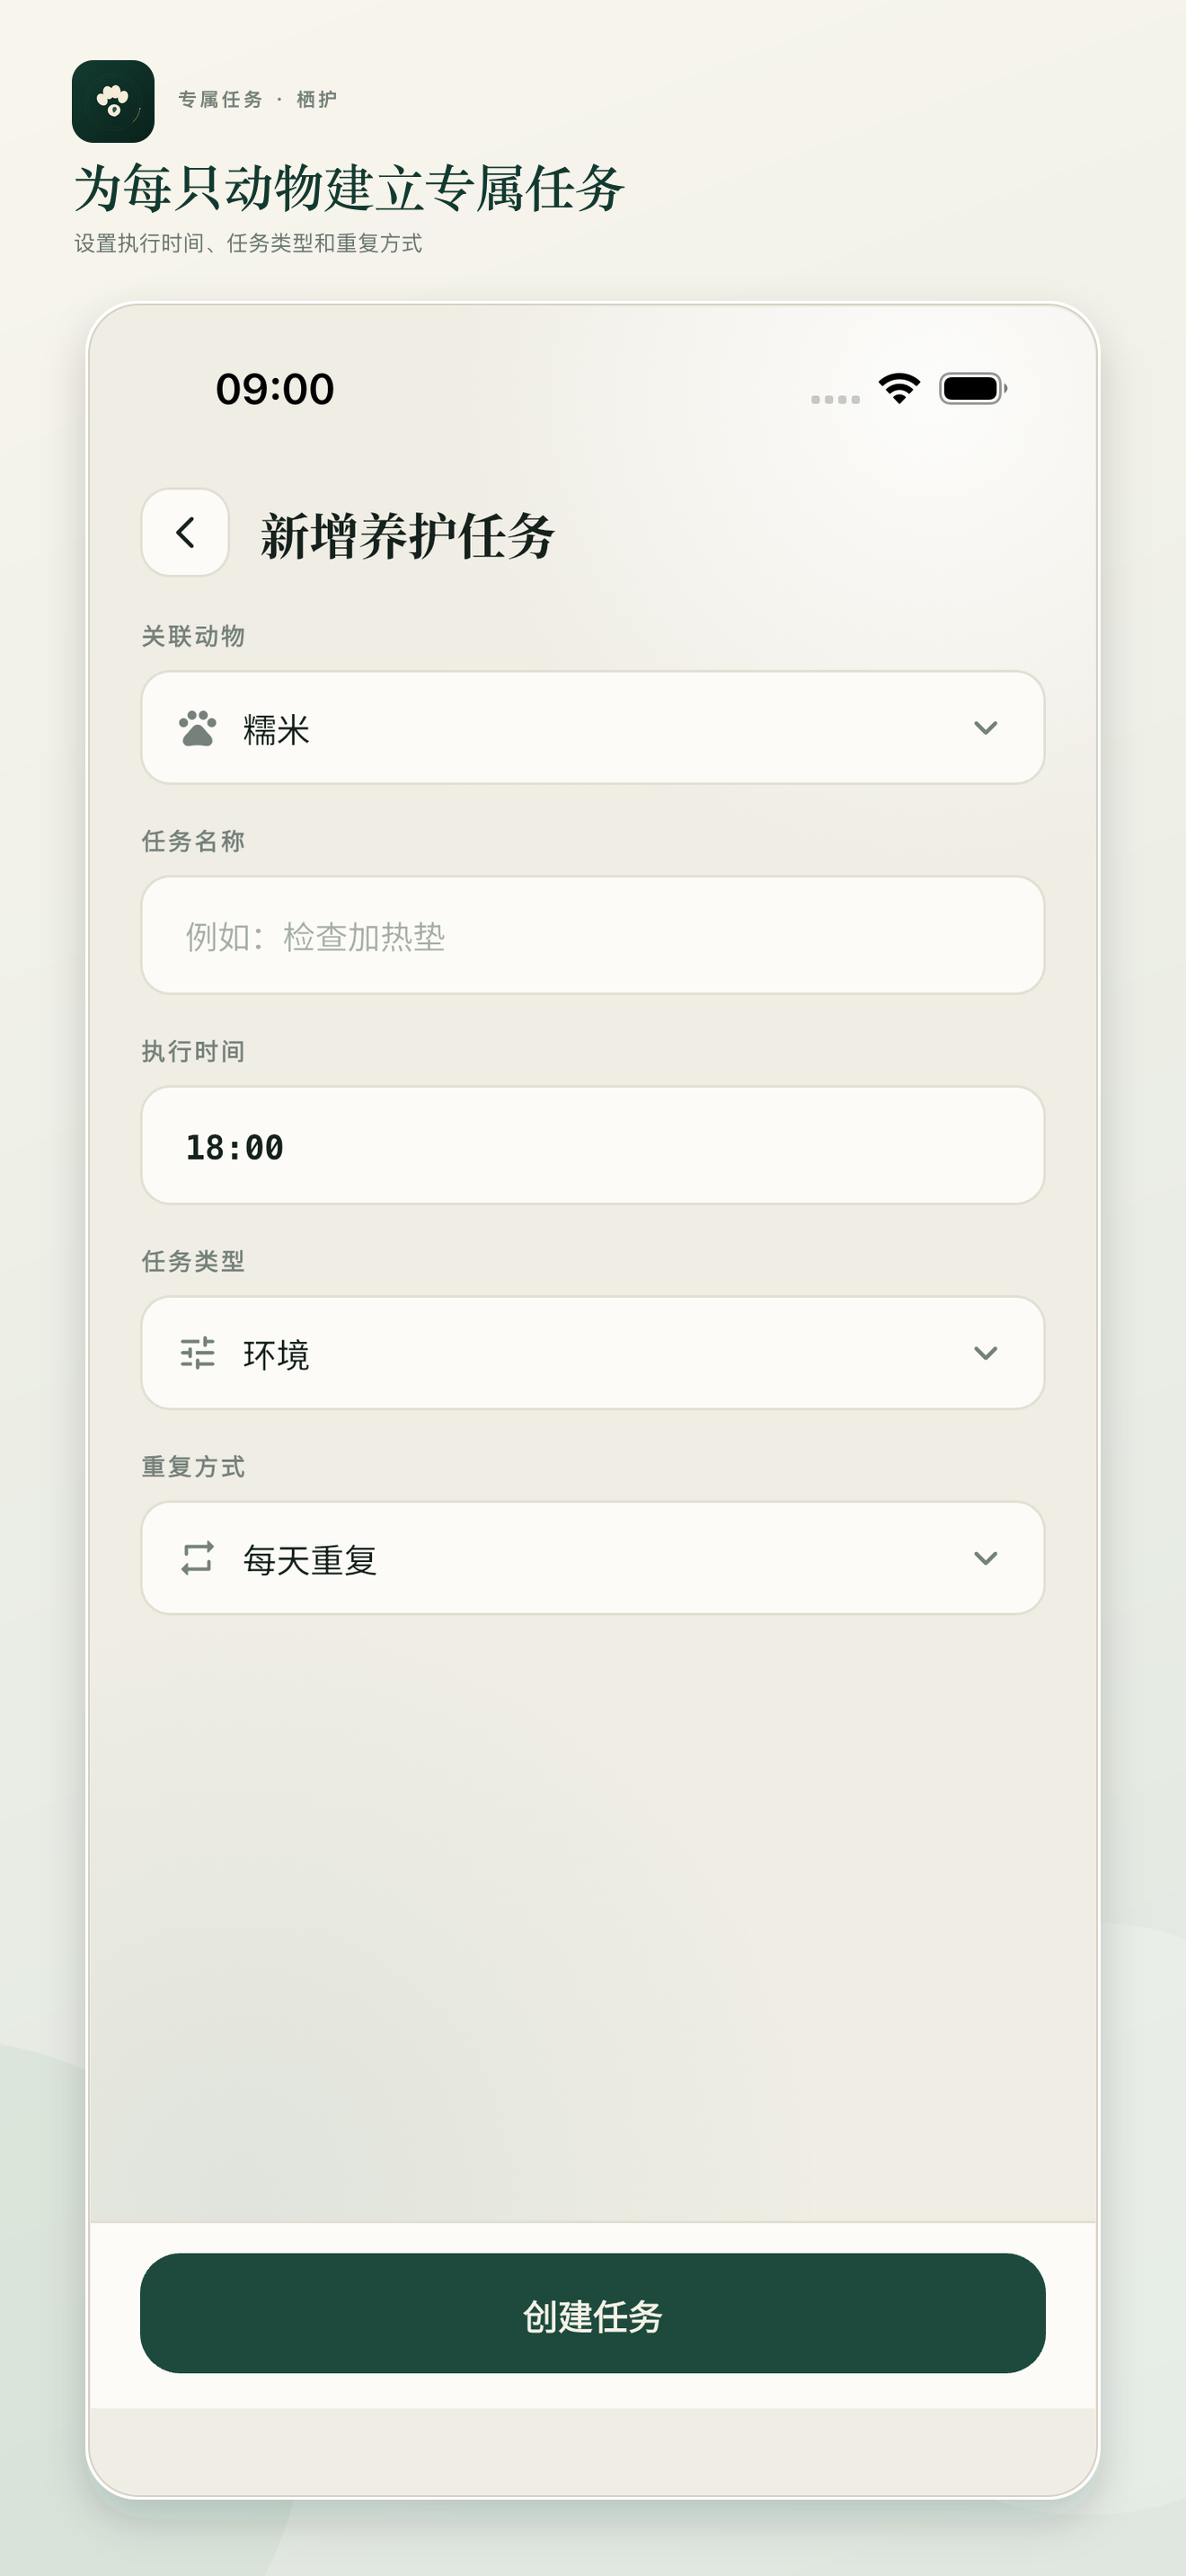 专属任务 · 栖护
为每只动物建立专属任务
设置执行时间、任务类型和重复方式
09:00
新增养护任务
关联动物
糯米
任务名称
例如：检查加热垫
执行时间
18:00
任务类型
环境
重复方式
每天重复
创建任务